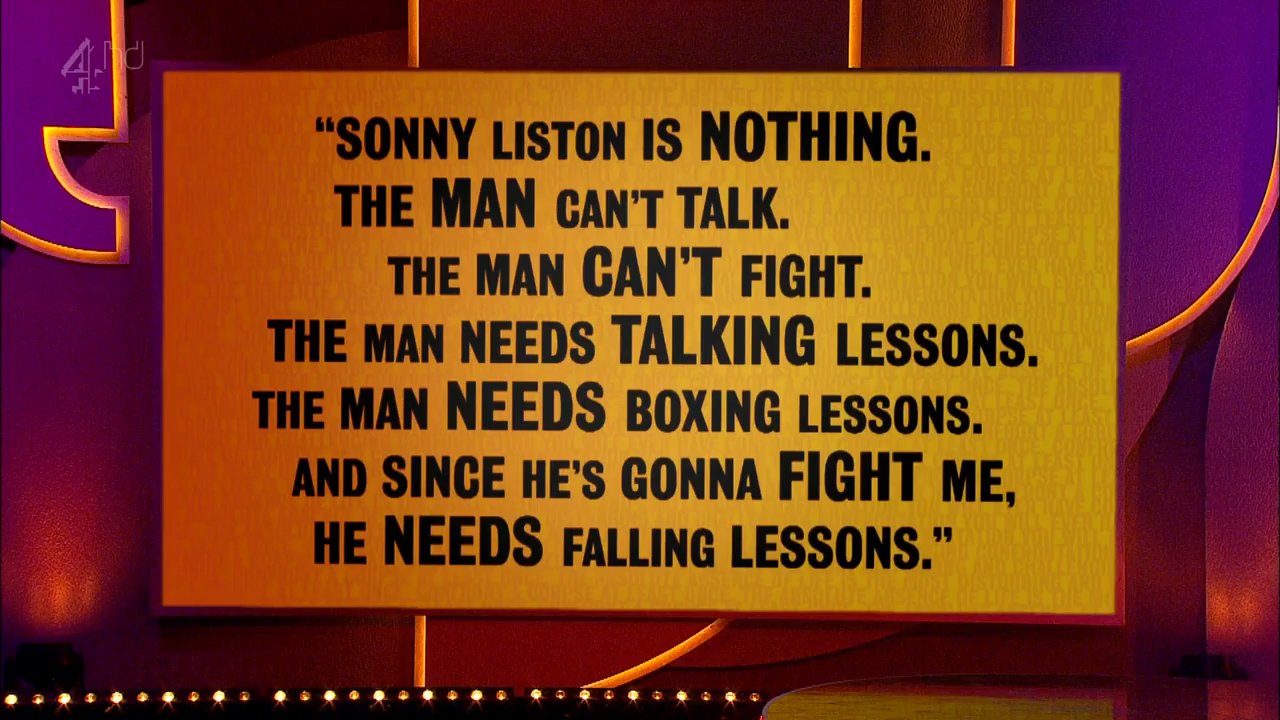 4hd
“SONNY LISTON IS NOTHING.
THE MAN CAN’T TALK.
THE MAN CAN’T FIGHT.
THE MAN NEEDS TALKING LESSONS.
THE MAN NEEDS BOXING LESSONS.
AND SINCE HE’S GONNA FIGHT ME,
HE NEEDS FALLING LESSONS.”